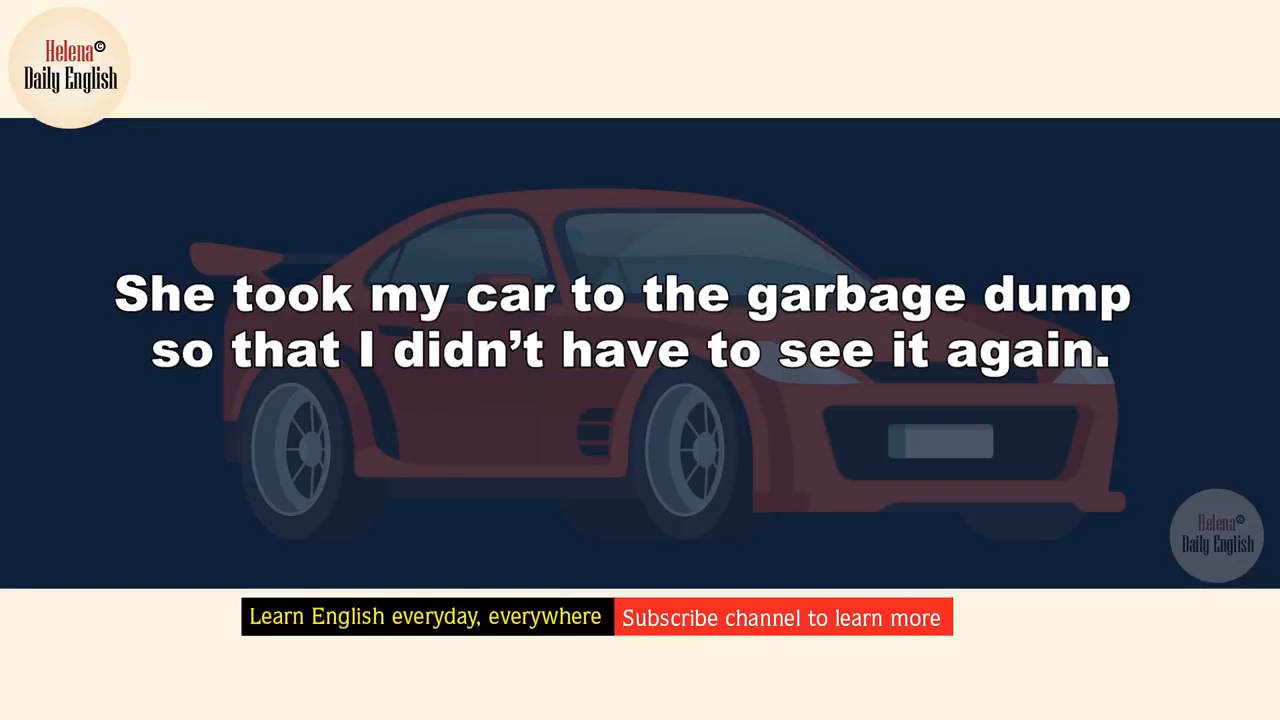 Helena©
Daily English
She took my car to the garbage dump
so that I didn’t have to see it again.
Helena©
Daily English
Learn English everyday, everywhere
Subscribe channel to learn more